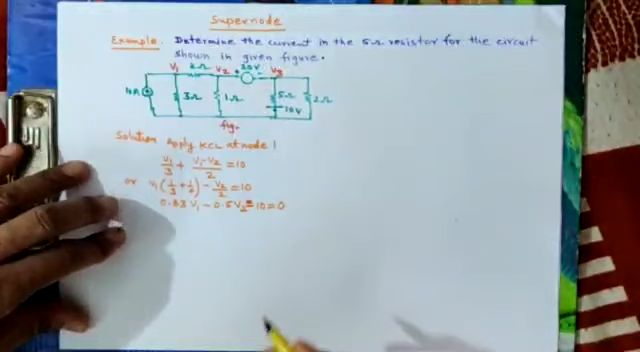 Supernode
Example. Determine the current in the 5Ω resistor for the circuit
shown in given figure.
V1 2Ω V2 + 20V - V3
10A 3Ω 1Ω 5Ω 2Ω
10V
fig.
Solution Apply KCL at node 1
V1/3 + (V1-V2)/2 = 10
or V1(1/3 + 1/2) - V2/2 = 10
0.83 V1 - 0.5V2 - 10 = 0